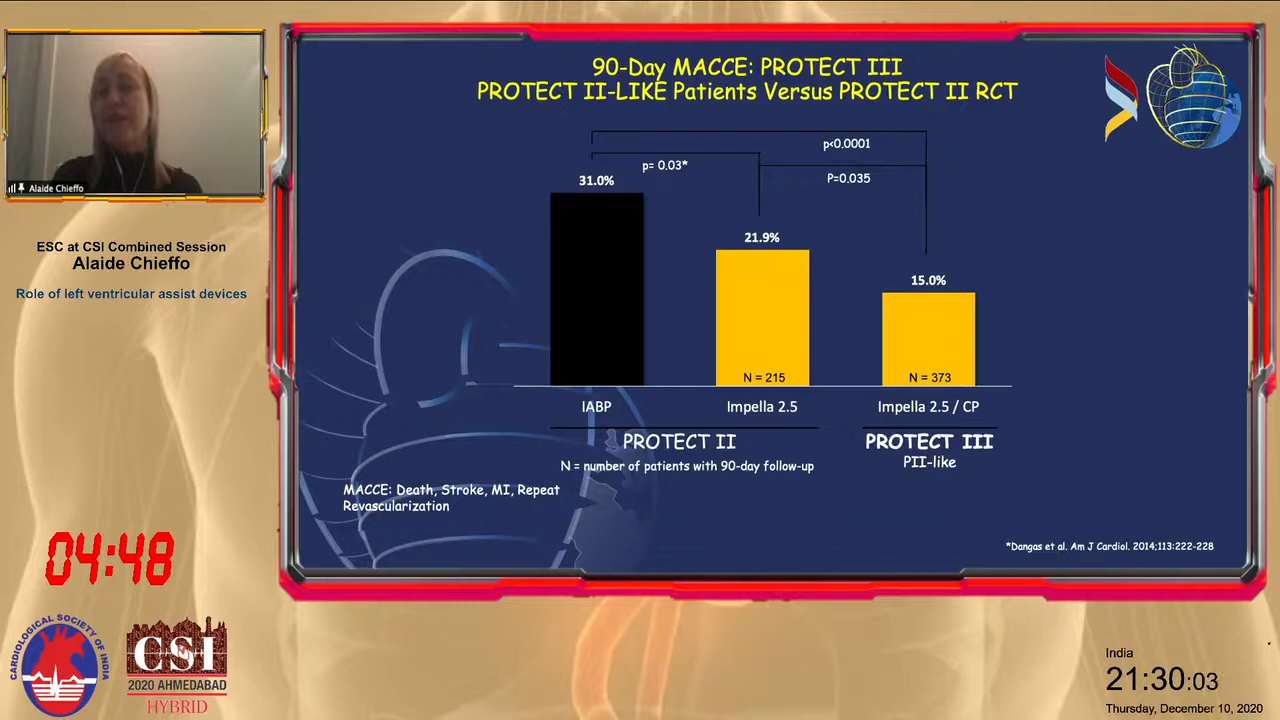 Alaide Chieffo
ESC at CSI Combined Session
Alaide Chieffo
Role of left ventricular assist devices
04:48
CARDIOLOGICAL SOCIETY OF INDIA
CSI
2020 AHMEDABAD
HYBRID
90-Day MACCE: PROTECT III
PROTECT II-LIKE Patients Versus PROTECT II RCT
p<0.0001
p= 0.03*
P=0.035
31.0%
21.9%
15.0%
N = 215
N = 373
IABP
Impella 2.5
Impella 2.5 / CP
PROTECT II
PROTECT III
PII-like
N = number of patients with 90-day follow-up
MACCE: Death, Stroke, MI, Repeat
Revascularization
*Dangas et al. Am J Cardiol. 2014;113:222-228
India
21:30:03
Thursday, December 10, 2020